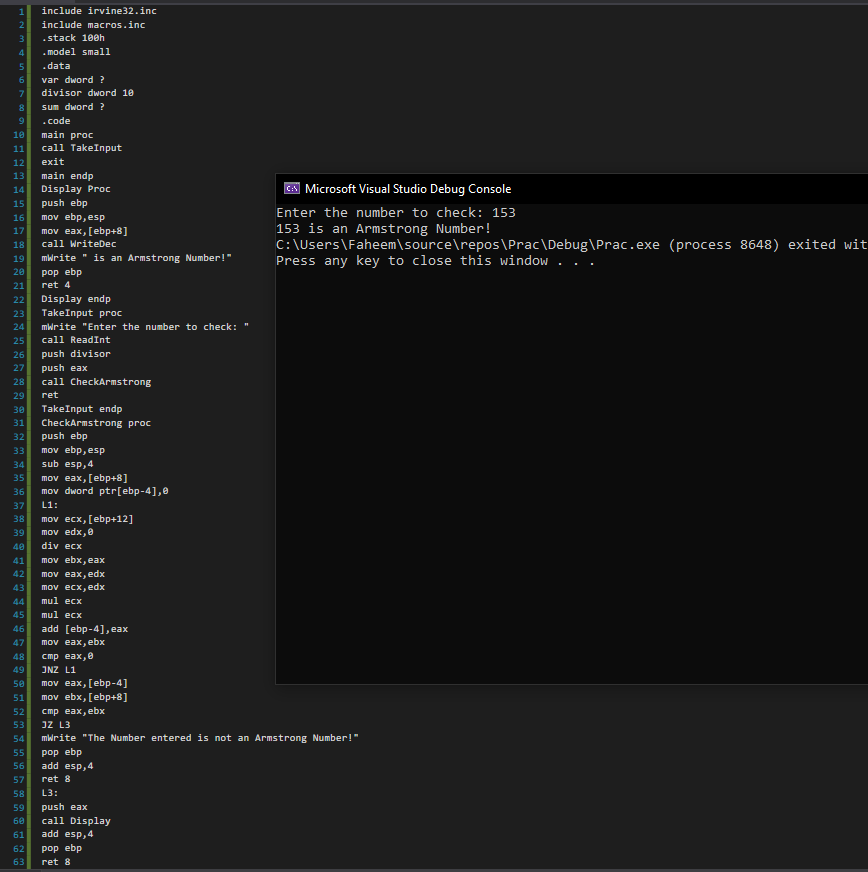 1 include irvine32.inc
2 include macros.inc
3 .stack 100h
4 .model small
5 .data
6 var dword ?
7 divisor dword 10
8 sum dword ?
9 .code
10 main proc
11 call TakeInput
12 exit
13 main endp
14 Display Proc
15 push ebp
16 mov ebp,esp
17 mov eax,[ebp+8]
18 call WriteDec
19 mWrite " is an Armstrong Number!"
20 pop ebp
21 ret 4
22 Display endp
23 TakeInput proc
24 mWrite "Enter the number to check: "
25 call ReadInt
26 push divisor
27 push eax
28 call CheckArmstrong
29 ret
30 TakeInput endp
31 CheckArmstrong proc
32 push ebp
33 mov ebp,esp
34 sub esp,4
35 mov eax,[ebp+8]
36 mov dword ptr[ebp-4],0
37 L1:
38 mov ecx,[ebp+12]
39 mov edx,0
40 div ecx
41 mov ebx,eax
42 mov eax,edx
43 mov ecx,edx
44 mul ecx
45 mul ecx
46 add [ebp-4],eax
47 mov eax,ebx
48 cmp eax,0
49 JNZ L1
50 mov eax,[ebp-4]
51 mov ebx,[ebp+8]
52 cmp eax,ebx
53 JZ L3
54 mWrite "The Number entered is not an Armstrong Number!"
55 pop ebp
56 add esp,4
57 ret 8
58 L3:
59 push eax
60 call Display
61 add esp,4
62 pop ebp
63 ret 8
C:\ Microsoft Visual Studio Debug Console
Enter the number to check: 153
153 is an Armstrong Number!
C:\Users\Faheem\source\repos\Prac\Debug\Prac.exe (process 8648) exited wit
Press any key to close this window . . .